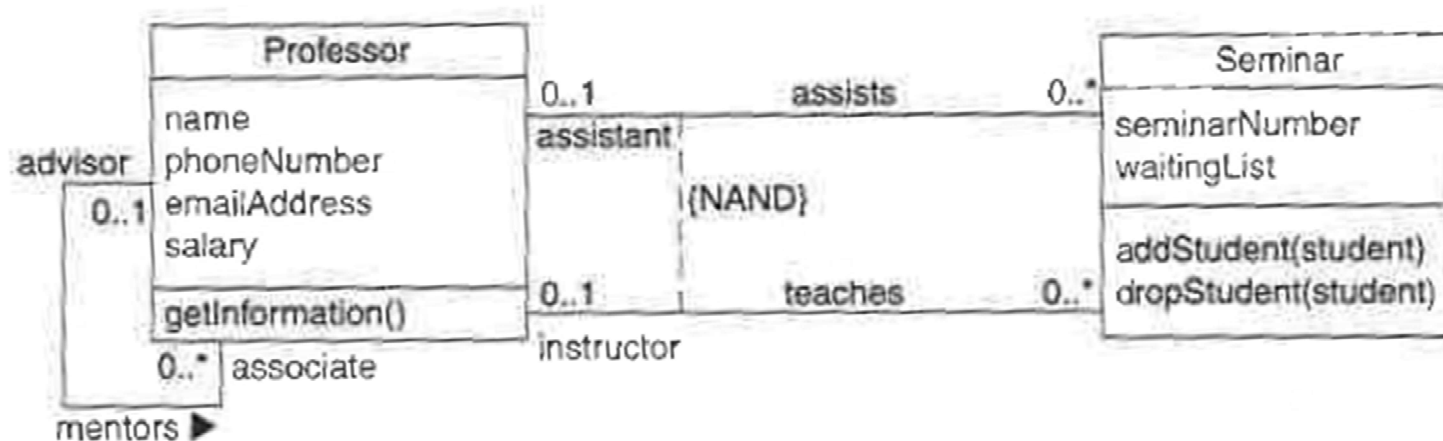 Professor
name
phoneNumber
emailAddress
salary
getInformation()
advisor
0..1
0..*
associate
mentors ▶
0..1
assists
0..*
assistant
{NAND}
0..1
teaches
0..*
instructor
Seminar
seminarNumber
waitingList
addStudent(student)
dropStudent(student)